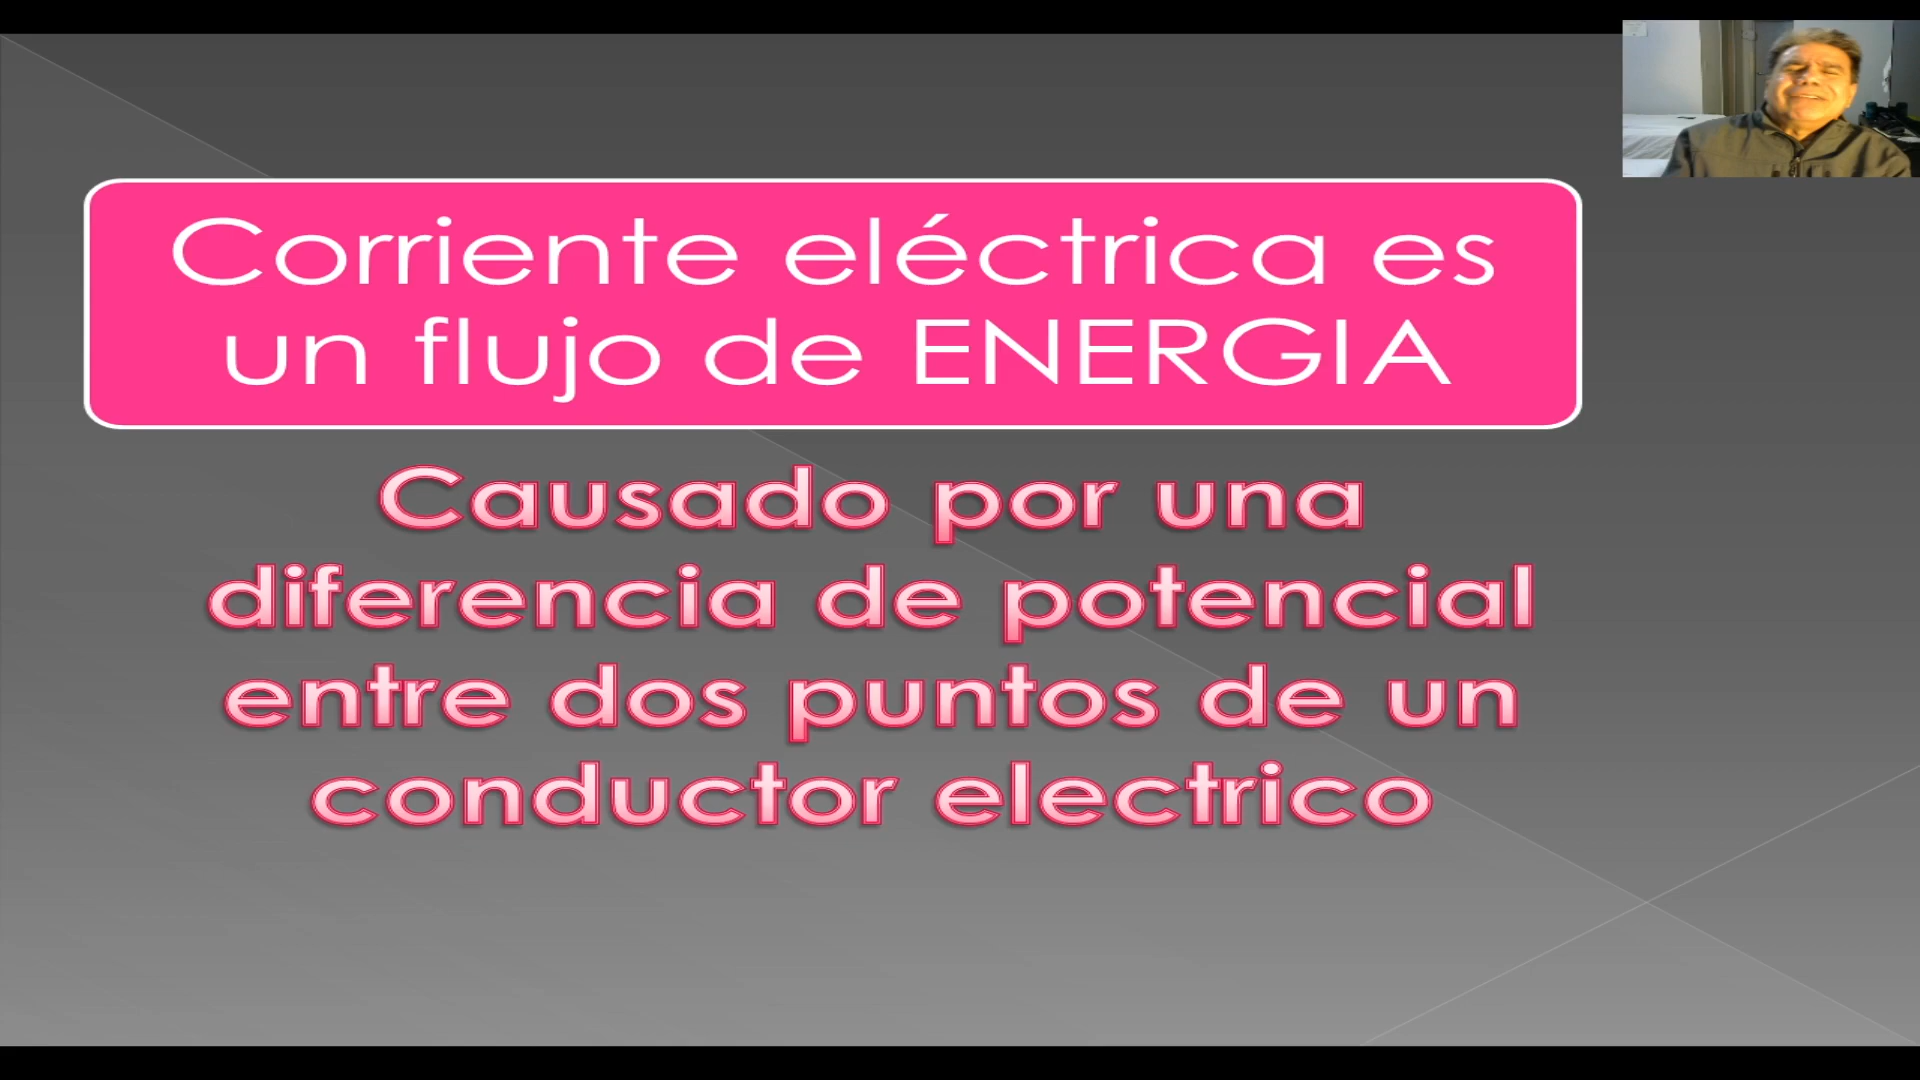 Corriente eléctrica es
un flujo de ENERGIA
Causado por una
diferencia de potencial
entre dos puntos de un
conductor electrico